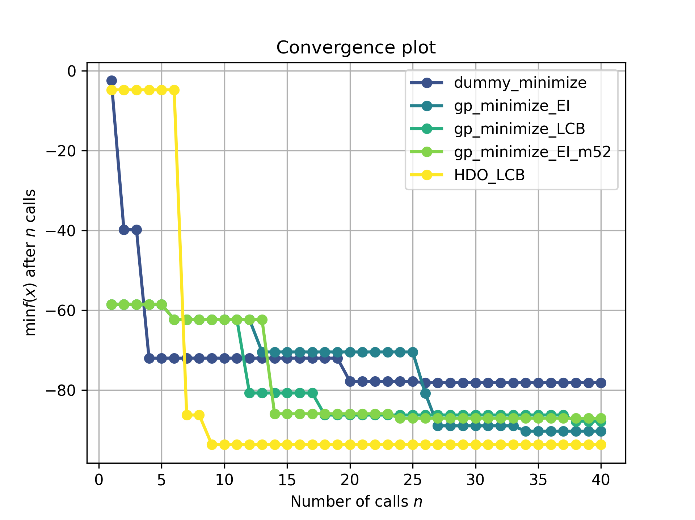 Convergence plot
dummy_minimize
gp_minimize_EI
gp_minimize_LCB
gp_minimize_EI_m52
HDO_LCB
min f(x) after n calls
0
−20
−40
−60
−80
0 5 10 15 20 25 30 35 40
Number of calls n